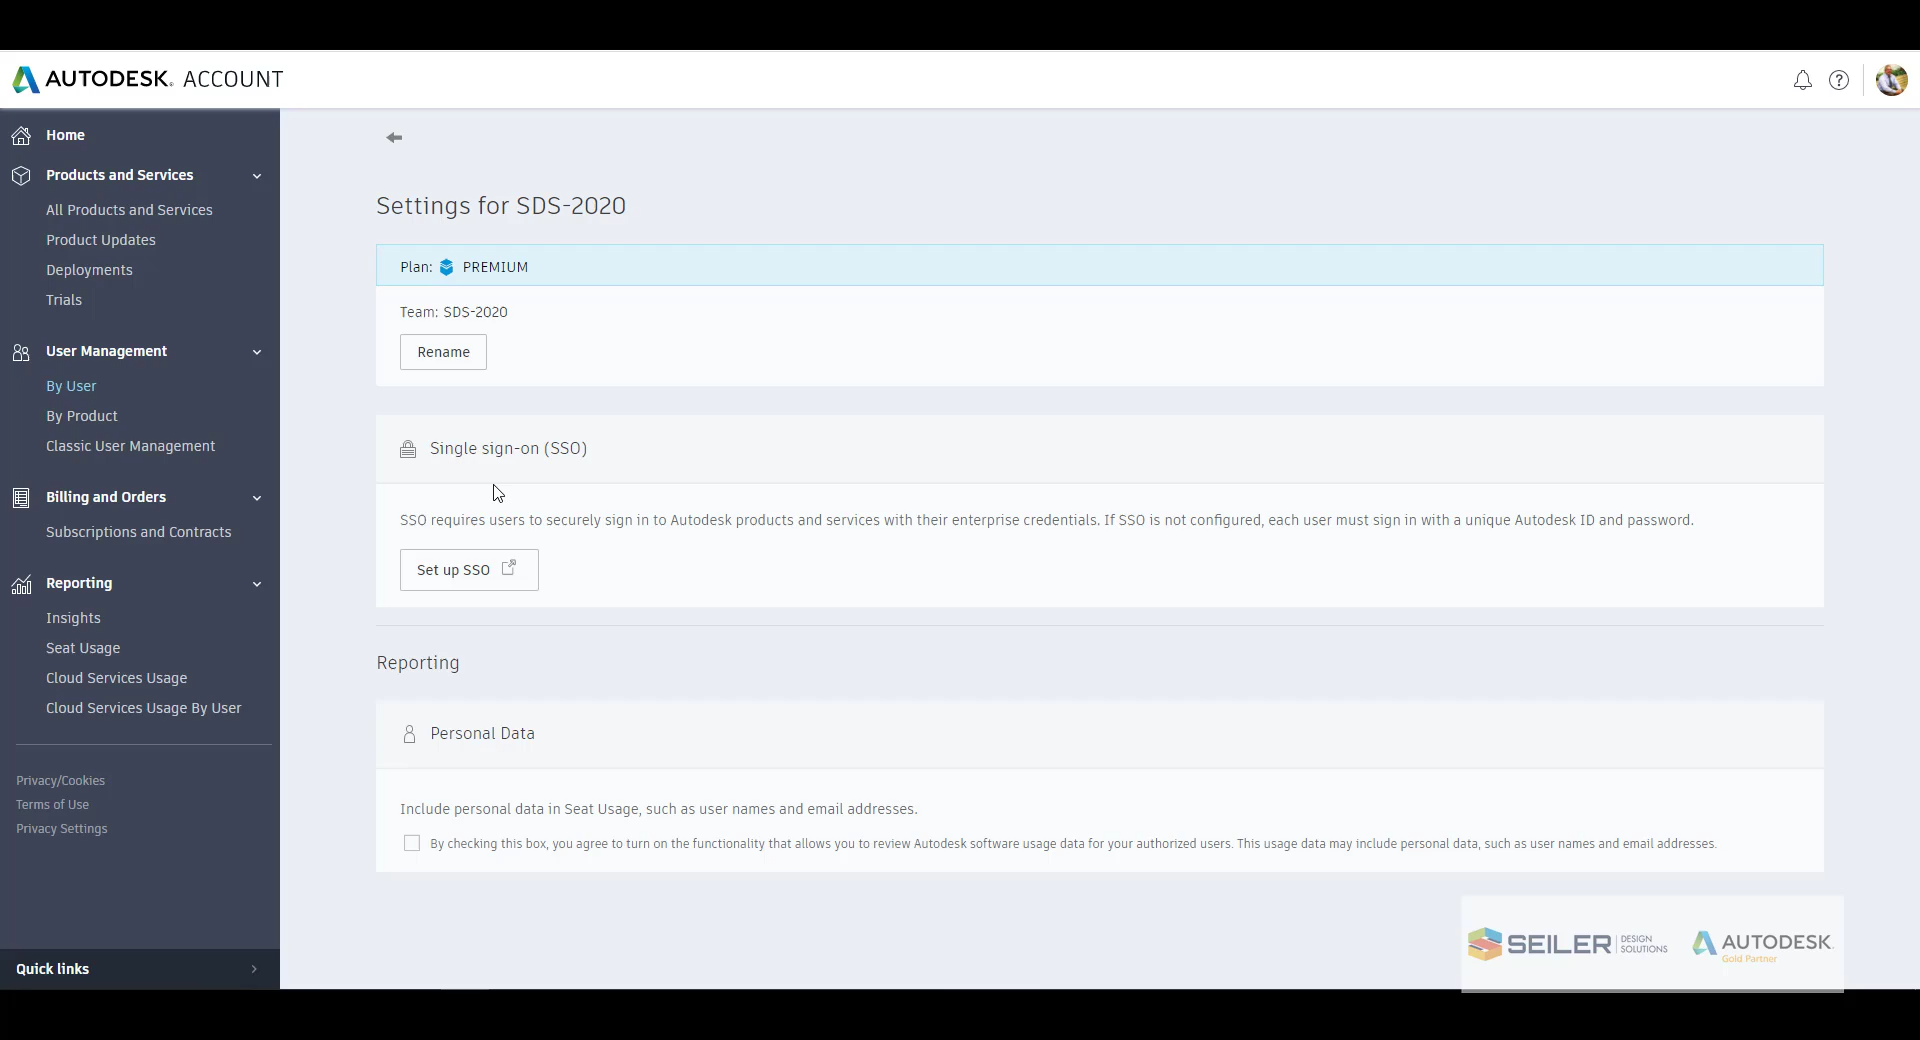 AUTODESK. ACCOUNT
Home
Products and Services
All Products and Services
Product Updates
Deployments
Trials
User Management
By User
By Product
Classic User Management
Billing and Orders
Subscriptions and Contracts
Reporting
Insights
Seat Usage
Cloud Services Usage
Cloud Services Usage By User
Privacy/Cookies
Terms of Use
Privacy Settings
Quick links
Settings for SDS-2020
Plan: PREMIUM
Team: SDS-2020
Rename
Single sign-on (SSO)
SSO requires users to securely sign in to Autodesk products and services with their enterprise credentials. If SSO is not configured, each user must sign in with a unique Autodesk ID and password.
Set up SSO
Reporting
Personal Data
Include personal data in Seat Usage, such as user names and email addresses.
By checking this box, you agree to turn on the functionality that allows you to review Autodesk software usage data for your authorized users. This usage data may include personal data, such as user names and email addresses.
SEILER DESIGN SOLUTIONS
AUTODESK.
Gold Partner